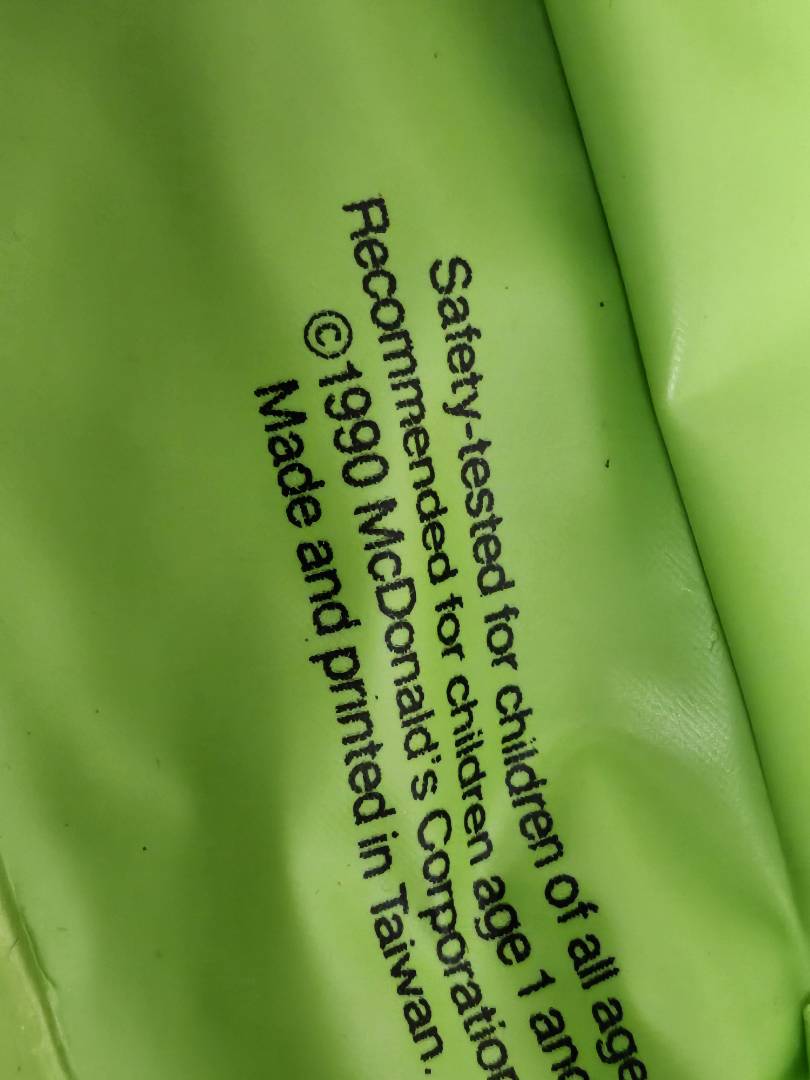 Safety-tested for children of all age
Recommended for children age 1 and
©1990 McDonald's Corporation
Made and printed in Taiwan.